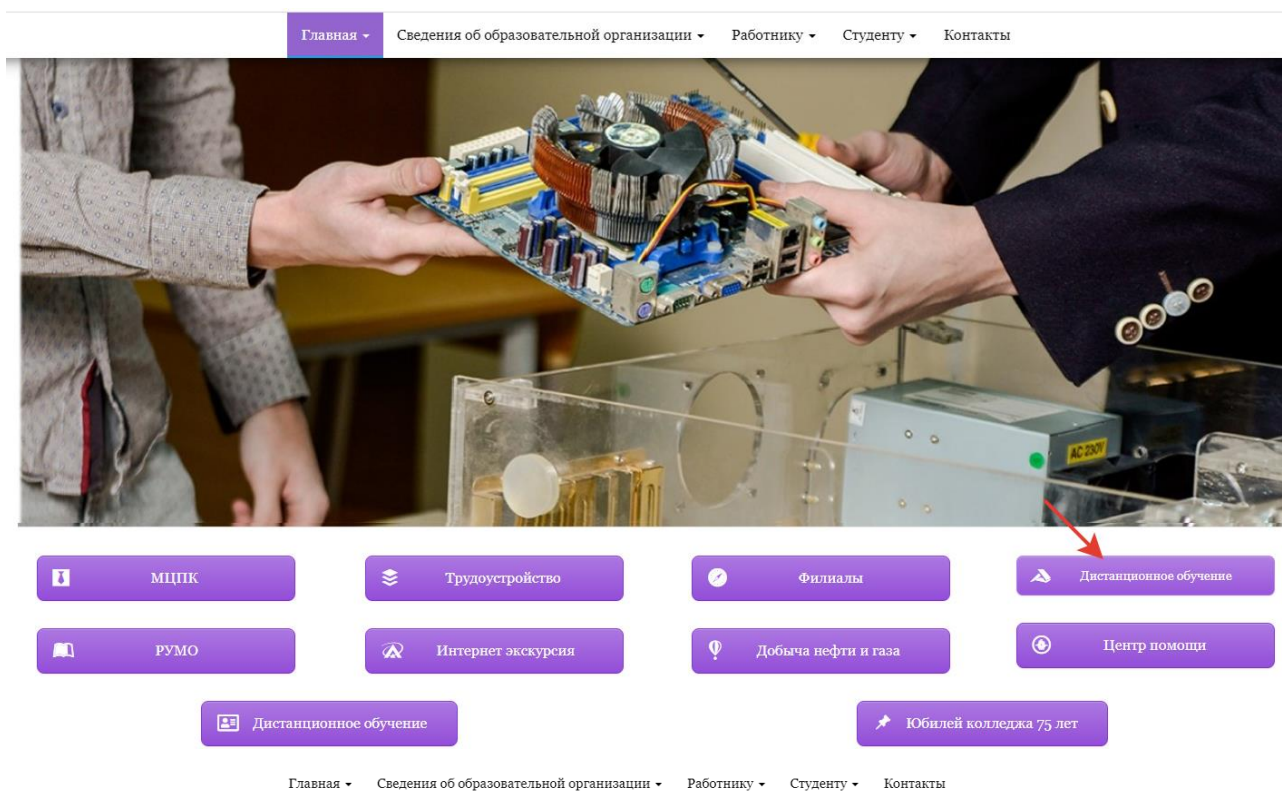 Главная Сведения об образовательной организации Работнику Студенту Контакты
AC 230V
МЦПК Трудоустройство Филиалы Дистанционное обучение
РУМО Интернет экскурсия Добыча нефти и газа Центр помощи
Дистанционное обучение Юбилей колледжа 75 лет
Главная Сведения об образовательной организации Работнику Студенту Контакты